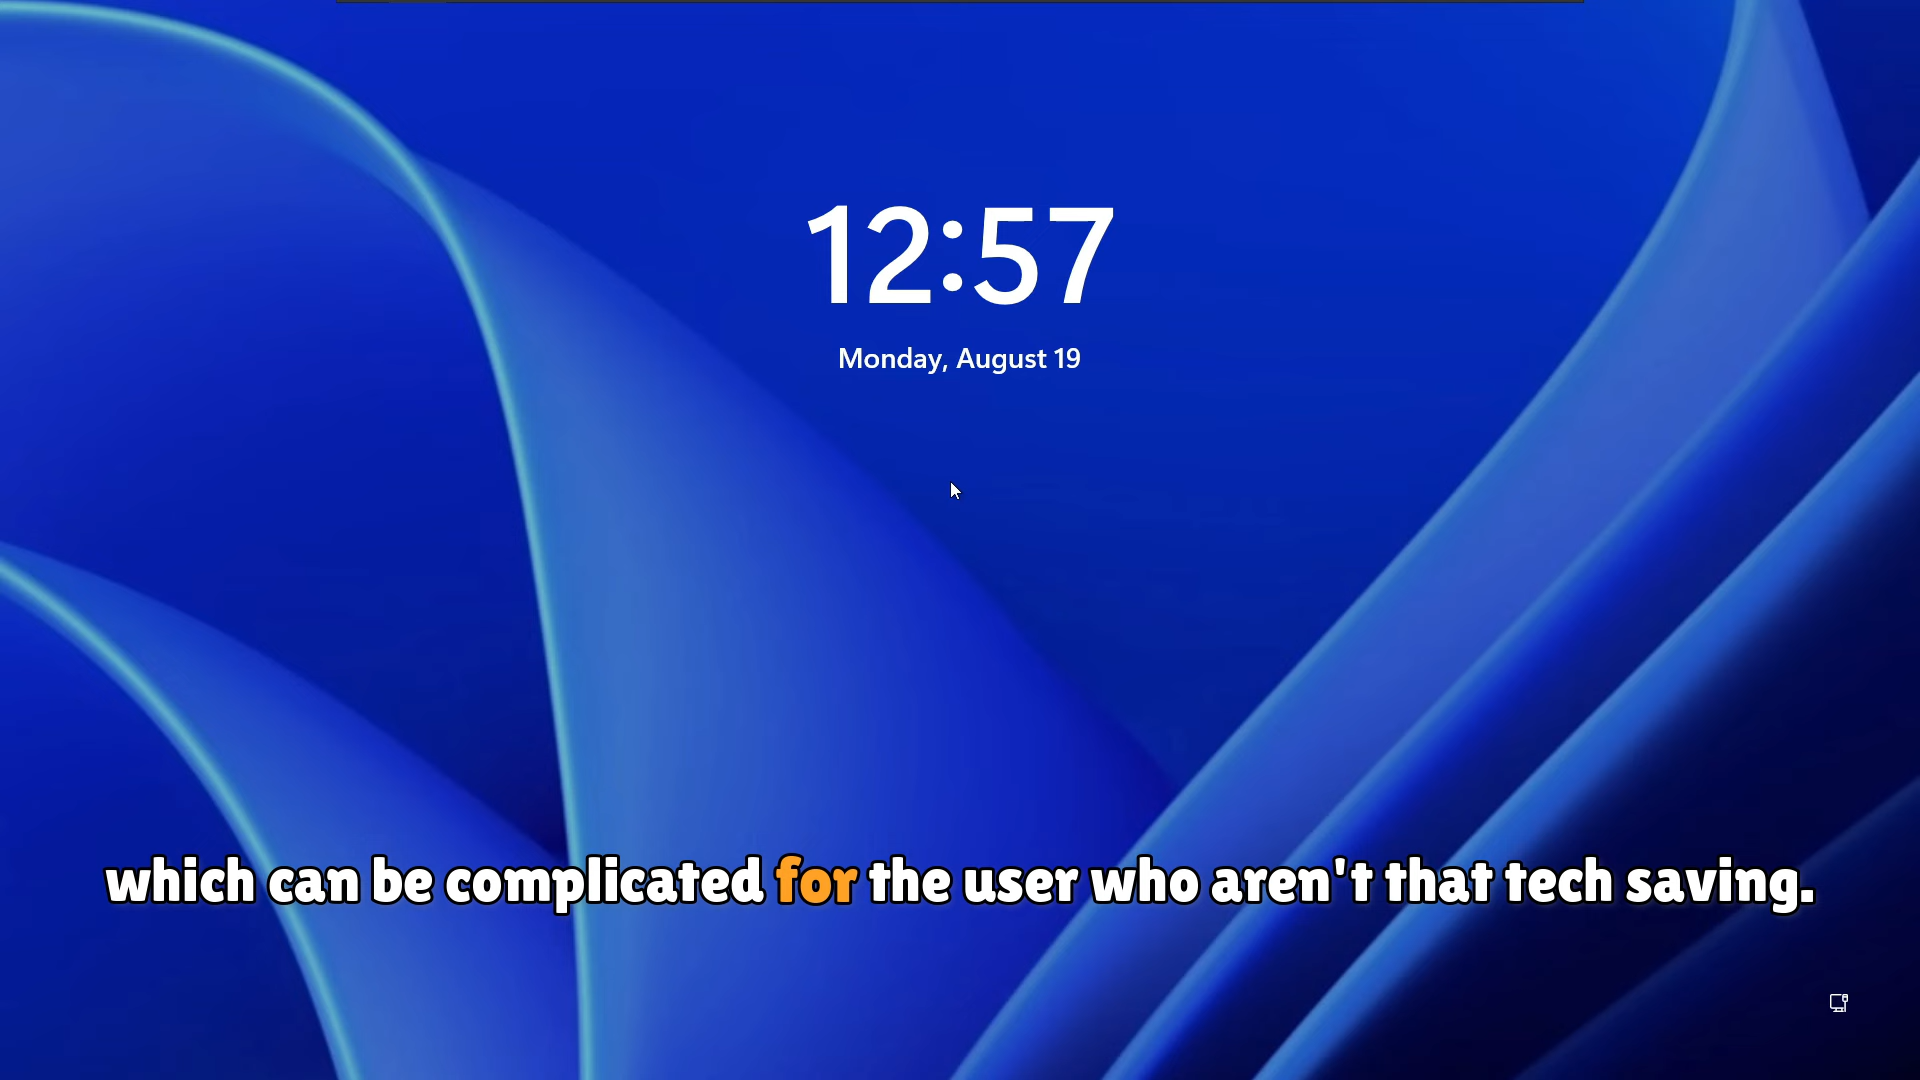 12:57
Monday, August 19
which can be complicated for the user who aren't that tech saving.